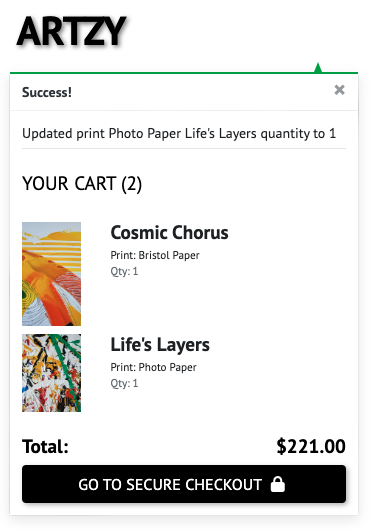 ARTZY
Success!
×
Updated print Photo Paper Life's Layers quantity to 1
YOUR CART (2)
Cosmic Chorus
Print: Bristol Paper
Qty: 1
Life's Layers
Print: Photo Paper
Qty: 1
Total: $221.00
GO TO SECURE CHECKOUT